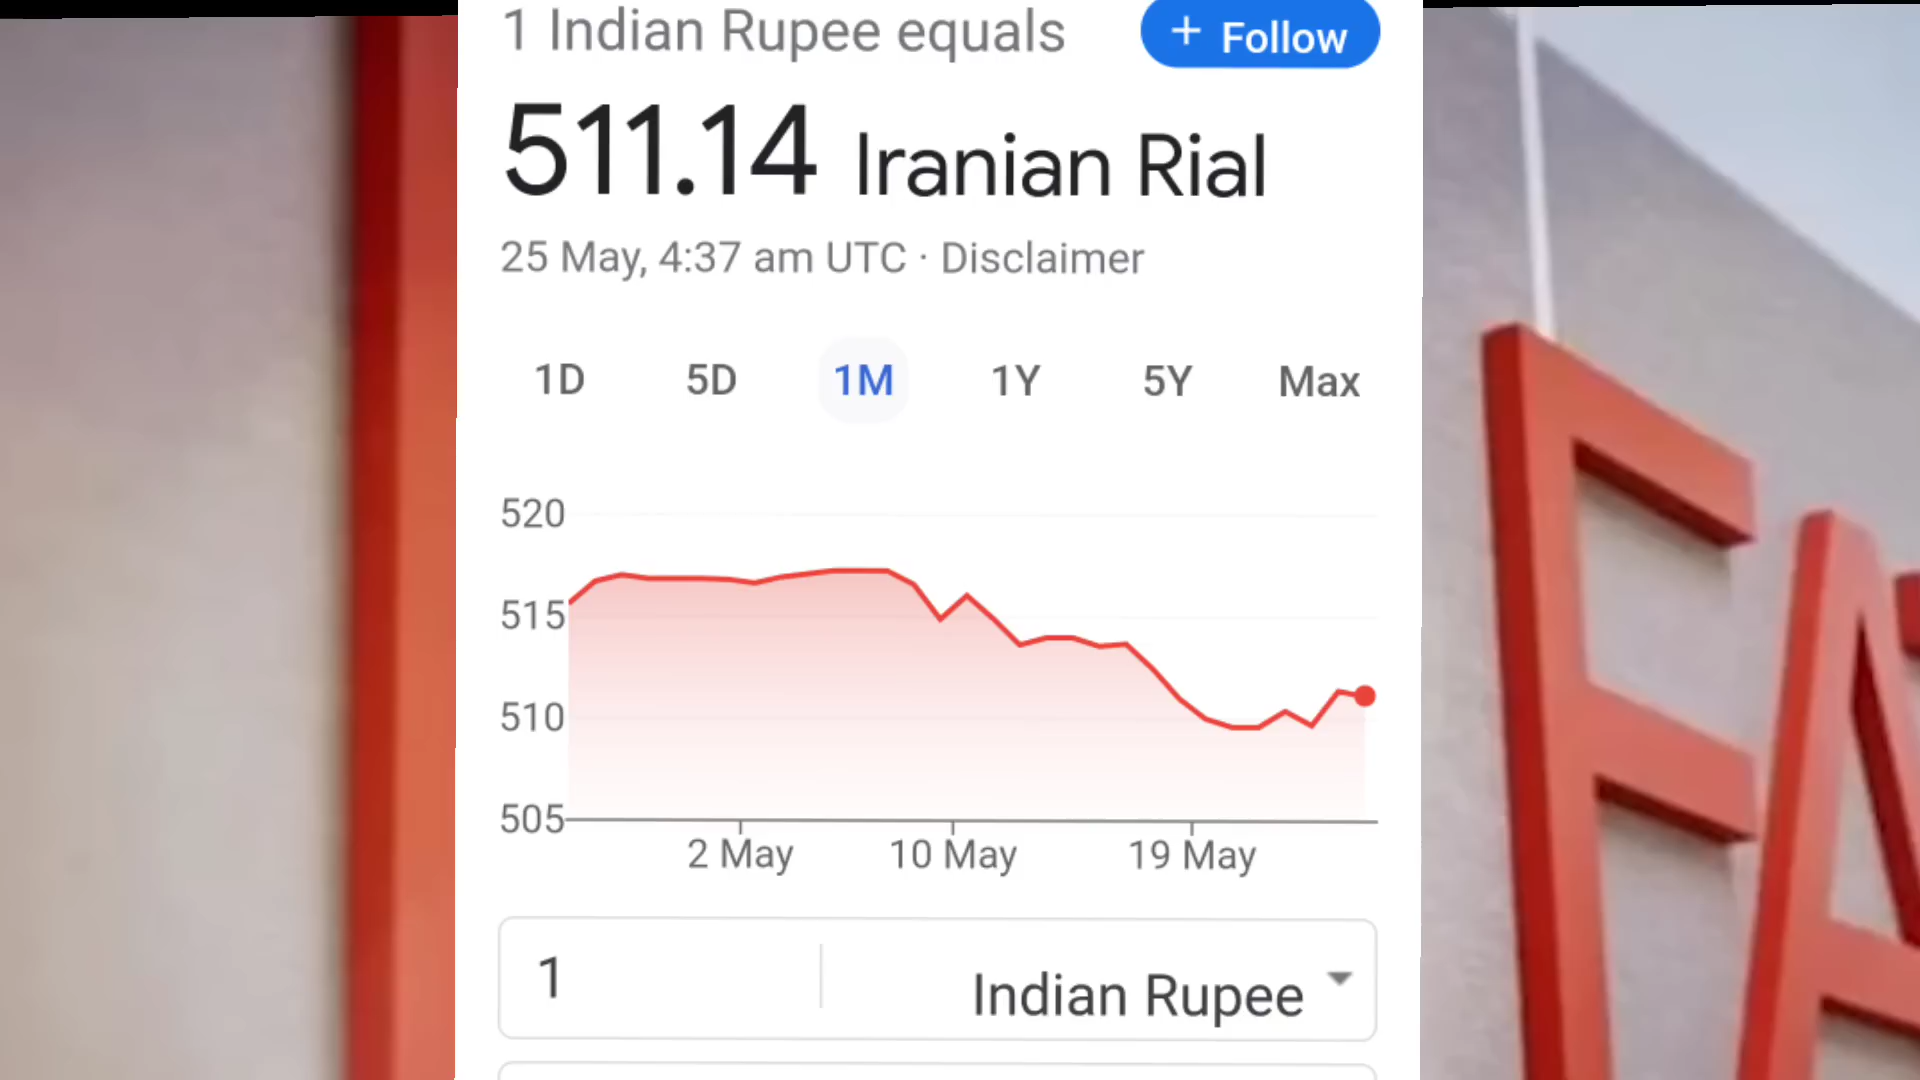 1 Indian Rupee equals
+ Follow
511.14 Iranian Rial
25 May, 4:37 am UTC · Disclaimer
1D 5D 1M 1Y 5Y Max
520
515
510
505
2 May 10 May 19 May
1 Indian Rupee
FA